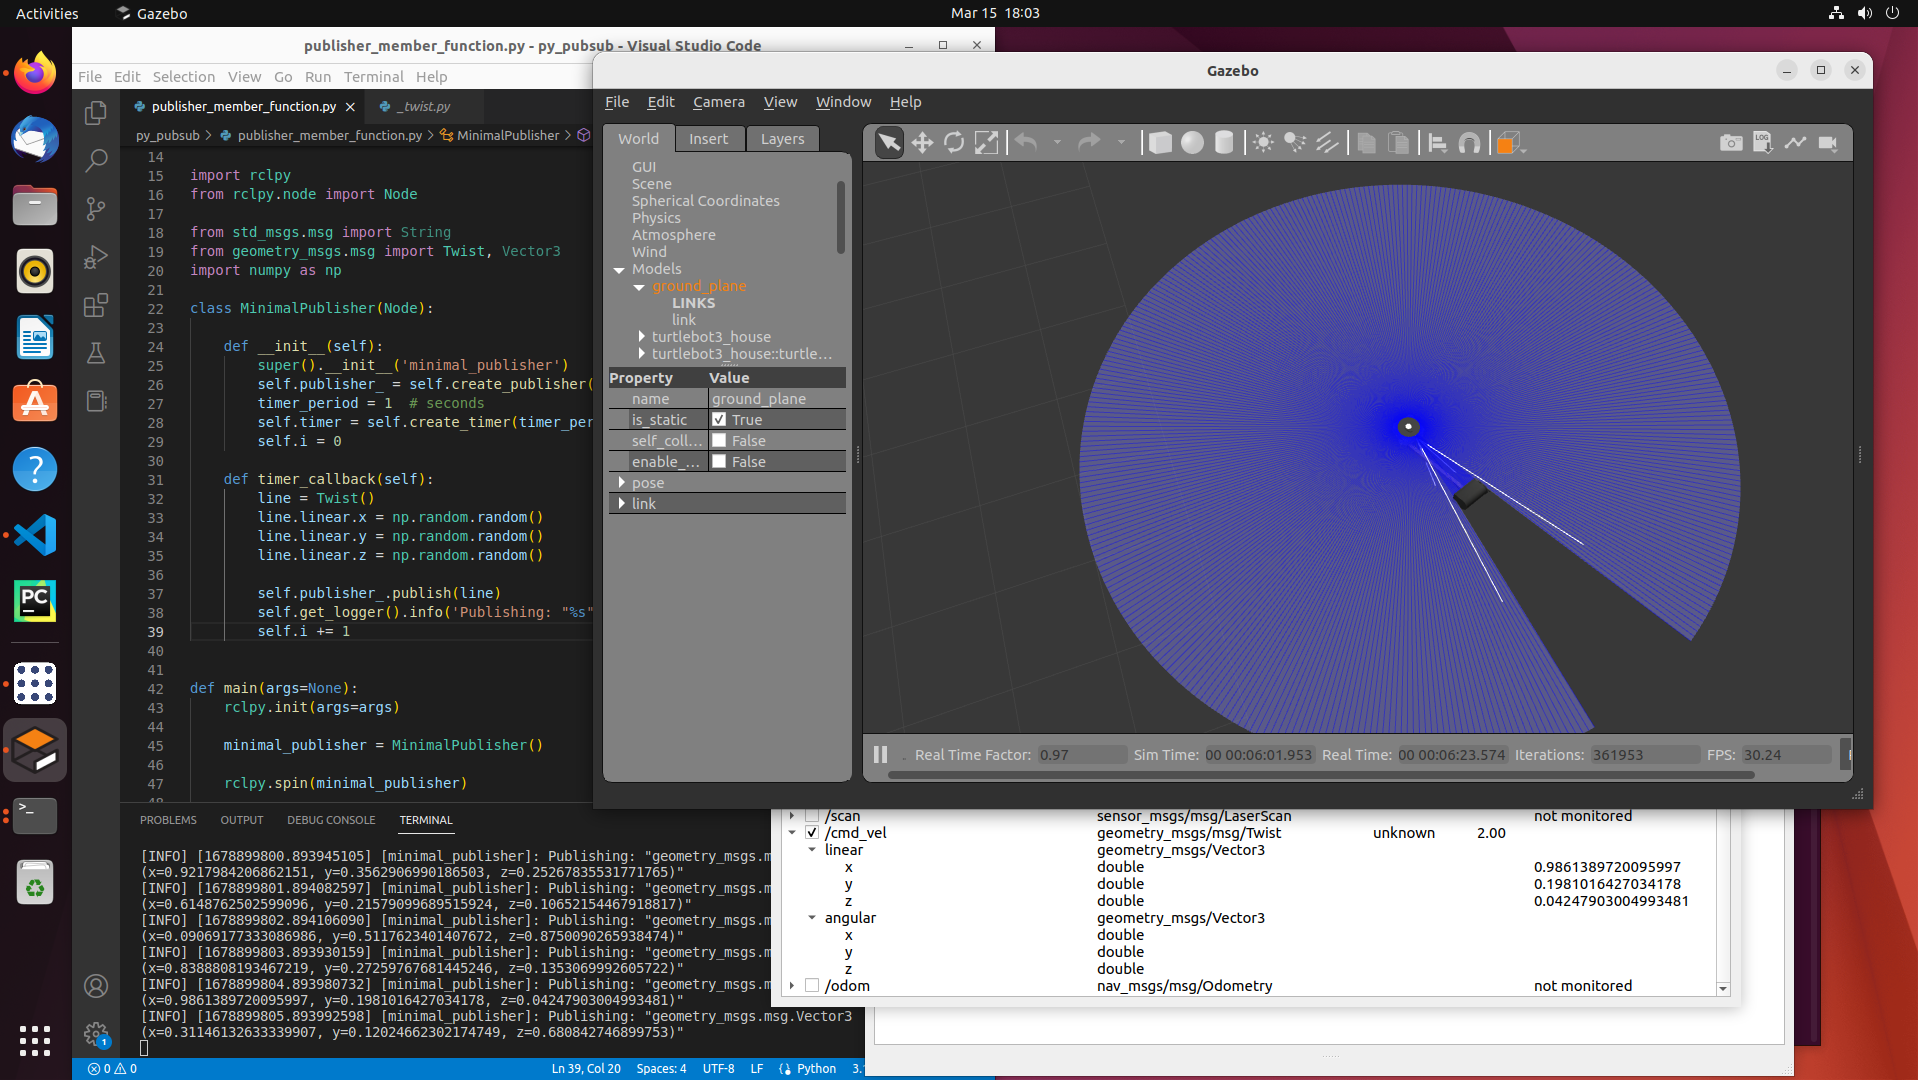 Activities
Gazebo
Mar 15 18:03
publisher_member_function.py - py_pubsub - Visual Studio Code
File Edit Selection View Go Run Terminal Help
publisher_member_function.py
_twist.py
py_pubsub > publisher_member_function.py > MinimalPublisher >
14
15 import rclpy
16 from rclpy.node import Node
17
18 from std_msgs.msg import String
19 from geometry_msgs.msg import Twist, Vector3
20 import numpy as np
21
22 class MinimalPublisher(Node):
23
24 def __init__(self):
25 super().__init__('minimal_publisher')
26 self.publisher_ = self.create_publisher(
27 timer_period = 1 # seconds
28 self.timer = self.create_timer(timer_per
29 self.i = 0
30
31 def timer_callback(self):
32 line = Twist()
33 line.linear.x = np.random.random()
34 line.linear.y = np.random.random()
35 line.linear.z = np.random.random()
36
37 self.publisher_.publish(line)
38 self.get_logger().info('Publishing: "%s"
39 self.i += 1
40
41
42 def main(args=None):
43 rclpy.init(args=args)
44
45 minimal_publisher = MinimalPublisher()
46
47 rclpy.spin(minimal_publisher)
48
PROBLEMS OUTPUT DEBUG CONSOLE TERMINAL
[INFO] [1678899800.893945105] [minimal_publisher]: Publishing: "geometry_msgs.m
(x=0.9217984206862151, y=0.3562906990186503, z=0.25267835531771765)"
[INFO] [1678899801.894082597] [minimal_publisher]: Publishing: "geometry_msgs.m
(x=0.6148762502599096, y=0.21579099689515924, z=0.10652154467918817)"
[INFO] [1678899802.894106090] [minimal_publisher]: Publishing: "geometry_msgs.m
(x=0.09069177333086986, y=0.5117623401407672, z=0.8750090265938474)"
[INFO] [1678899803.893930159] [minimal_publisher]: Publishing: "geometry_msgs.m
(x=0.8388808193467219, y=0.27259767681445246, z=0.1353069992605722)"
[INFO] [1678899804.893980732] [minimal_publisher]: Publishing: "geometry_msgs.m
(x=0.9861389720095997, y=0.1981016427034178, z=0.04247903004993481)"
[INFO] [1678899805.893992598] [minimal_publisher]: Publishing: "geometry_msgs.msg.Vector3
(x=0.31146132633339907, y=0.12024662302174749, z=0.680842746899753)"
0 0
Ln 39, Col 20 Spaces: 4 UTF-8 LF Python 3.
1
PC
Gazebo
File Edit Camera View Window Help
World Insert Layers
GUI
Scene
Spherical Coordinates
Physics
Atmosphere
Wind
Models
ground_plane
LINKS
link
turtlebot3_house
turtlebot3_house::turtle...
Property Value
name ground_plane
is_static True
self_coll... False
enable_... False
pose
link
LOG
Real Time Factor: 0.97 Sim Time: 00 00:06:01.953 Real Time: 00 00:06:23.574 Iterations: 361953 FPS: 30.24
/scan sensor_msgs/msg/LaserScan not monitored
/cmd_vel geometry_msgs/msg/Twist unknown 2.00
linear geometry_msgs/Vector3
x double 0.9861389720095997
y double 0.1981016427034178
z double 0.04247903004993481
angular geometry_msgs/Vector3
x double
y double
z double
/odom nav_msgs/msg/Odometry not monitored